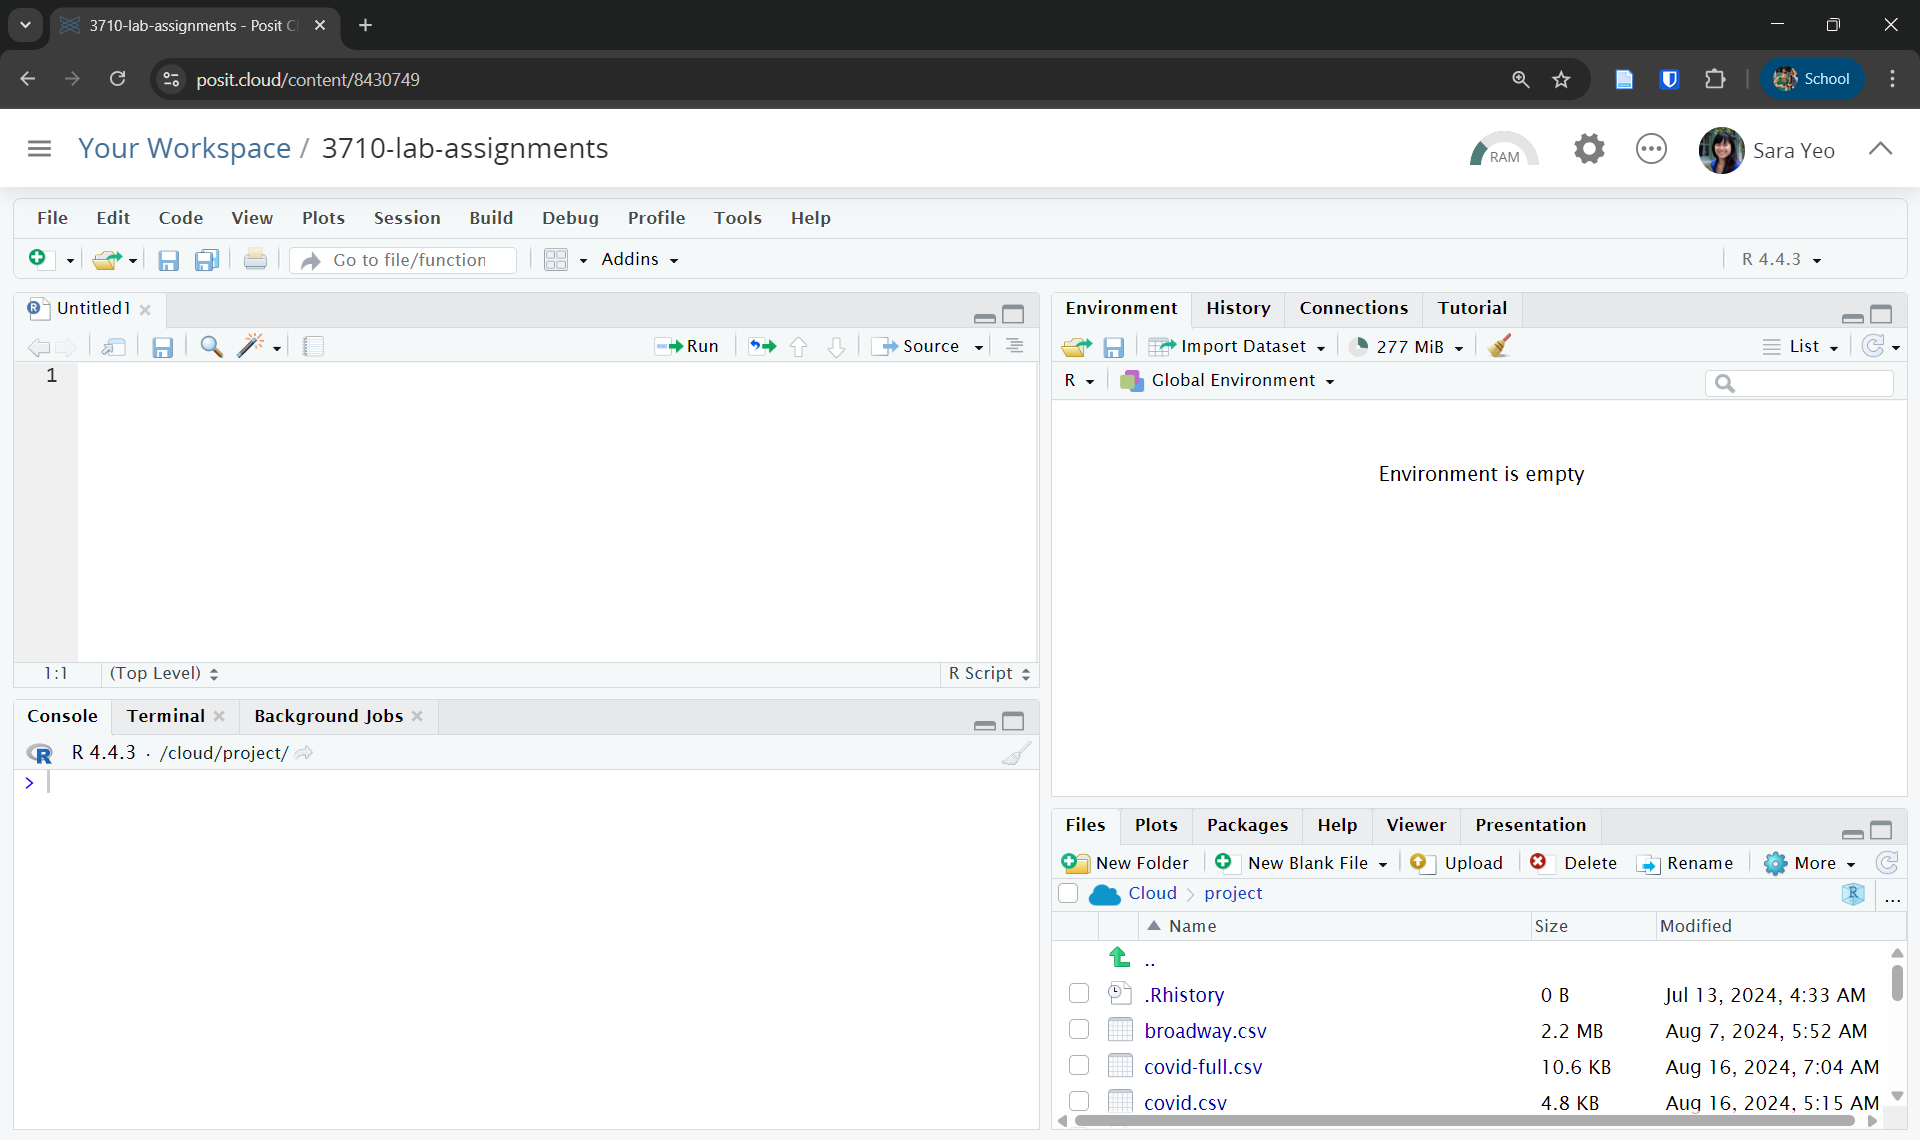 3710-lab-assignments - Posit Cl
posit.cloud/content/8430749
School
Your Workspace / 3710-lab-assignments
RAM
Sara Yeo
File Edit Code View Plots Session Build Debug Profile Tools Help
Go to file/function
Addins
R 4.4.3
Untitled1
Run
Source
1
1:1
(Top Level)
R Script
Console
Terminal
Background Jobs
R 4.4.3 · /cloud/project/
>
Environment
History
Connections
Tutorial
Import Dataset
277 MiB
List
R
Global Environment
Environment is empty
Files
Plots
Packages
Help
Viewer
Presentation
New Folder
New Blank File
Upload
Delete
Rename
More
Cloud
project
R
...
Name Size Modified
..
.Rhistory 0 B Jul 13, 2024, 4:33 AM
broadway.csv 2.2 MB Aug 7, 2024, 5:52 AM
covid-full.csv 10.6 KB Aug 16, 2024, 7:04 AM
covid.csv 4.8 KB Aug 16, 2024, 5:15 AM